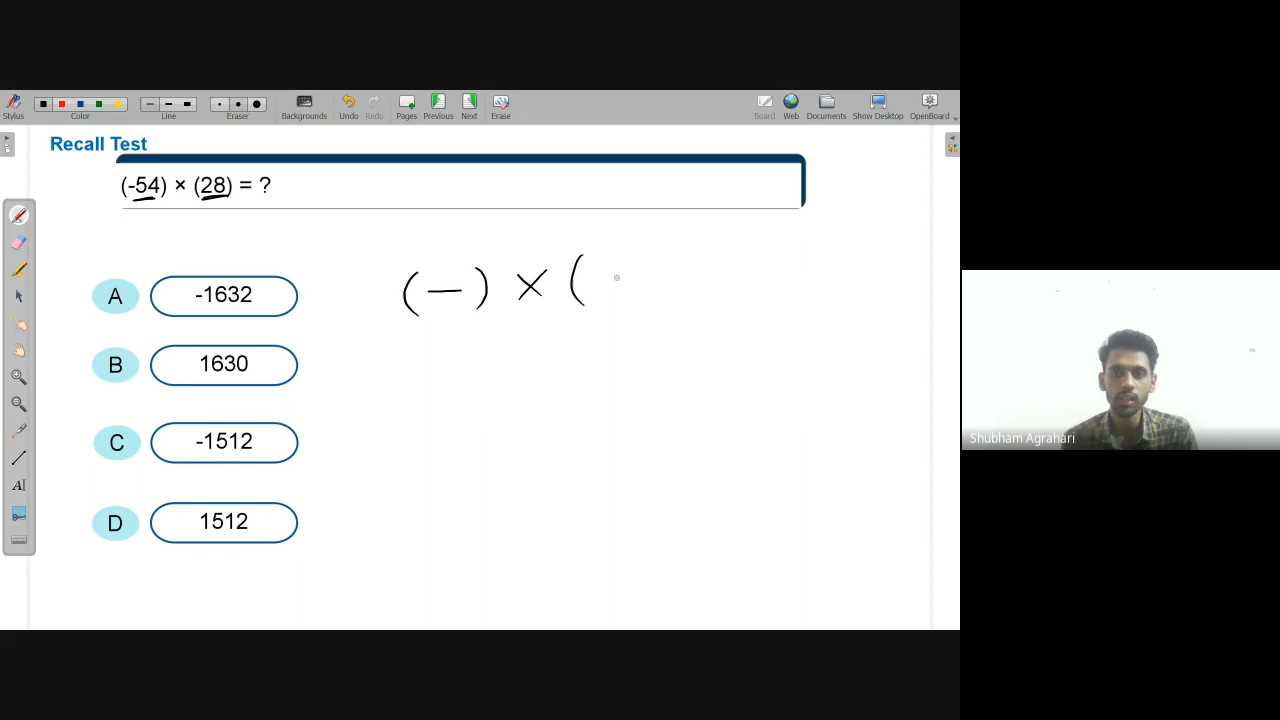 Stylus
Color
Line
Eraser
Backgrounds
Undo
Redo
Pages
Previous
Next
Erase
Board
Web
Documents
Show Desktop
OpenBoard
Recall Test
(-54) × (28) = ?
(−) × (
A -1632
B 1630
C -1512
D 1512
AI
Shubham Agrahari